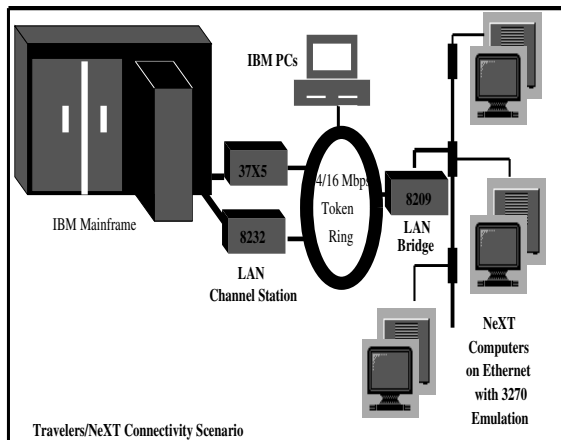 IBM PCs
37X5
4/16 Mbps
Token
Ring
8209
LAN
Bridge
IBM Mainframe
8232
LAN
Channel Station
NeXT
Computers
on Ethernet
with 3270
Emulation
Travelers/NeXT Connectivity Scenario